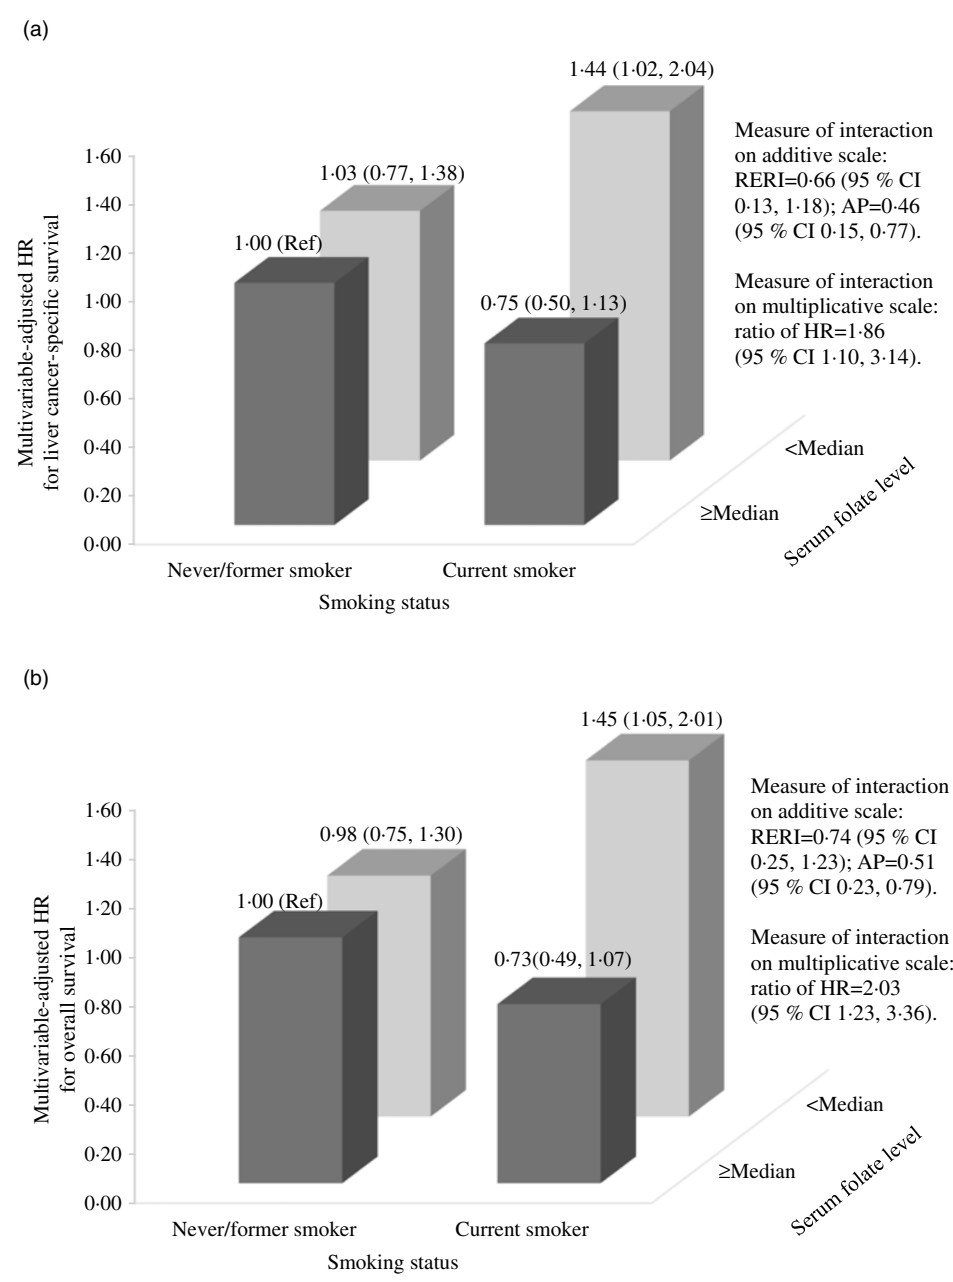 (a)
1·44 (1·02, 2·04)
Measure of interaction
on additive scale:
RERI=0·66 (95 % CI
0·13, 1·18); AP=0·46
(95 % CI 0·15, 0·77).
Measure of interaction
on multiplicative scale:
ratio of HR=1·86
(95 % CI 1·10, 3·14).
1·03 (0·77, 1·38)
1·00 (Ref)
0·75 (0·50, 1·13)
Multivariable-adjusted HR
for liver cancer-specific survival
1·60
1·40
1·20
1·00
0·80
0·60
0·40
0·20
0·00
<Median
≥Median
Serum folate level
Never/former smoker
Current smoker
Smoking status
(b)
1·45 (1·05, 2·01)
Measure of interaction
on additive scale:
RERI=0·74 (95 % CI
0·25, 1·23); AP=0·51
(95 % CI 0·23, 0·79).
Measure of interaction
on multiplicative scale:
ratio of HR=2·03
(95 % CI 1·23, 3·36).
0·98 (0·75, 1·30)
1·00 (Ref)
0·73(0·49, 1·07)
Multivariable-adjusted HR
for overall survival
1·60
1·40
1·20
1·00
0·80
0·60
0·40
0·20
0·00
<Median
≥Median
Serum folate level
Never/former smoker
Current smoker
Smoking status